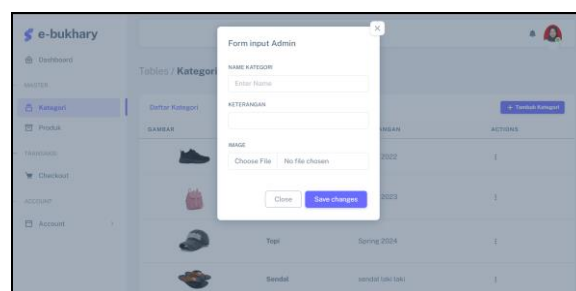 e-bukhary
Dashboard
MASTER
Kategori
Produk
TRANSAKSI
Checkout
ACCOUNT
Account
Tables / Kategori
Daftar Kategori
+ Tambah Kategori
GAMBAR
ACTIONS
2022
2023
Topi
Spring 2024
Sendal
sendal laki laki
Form input Admin
NAME KATEGORI
Enter Name
KETERANGAN
IMAGE
Choose File No file chosen
Close Save changes